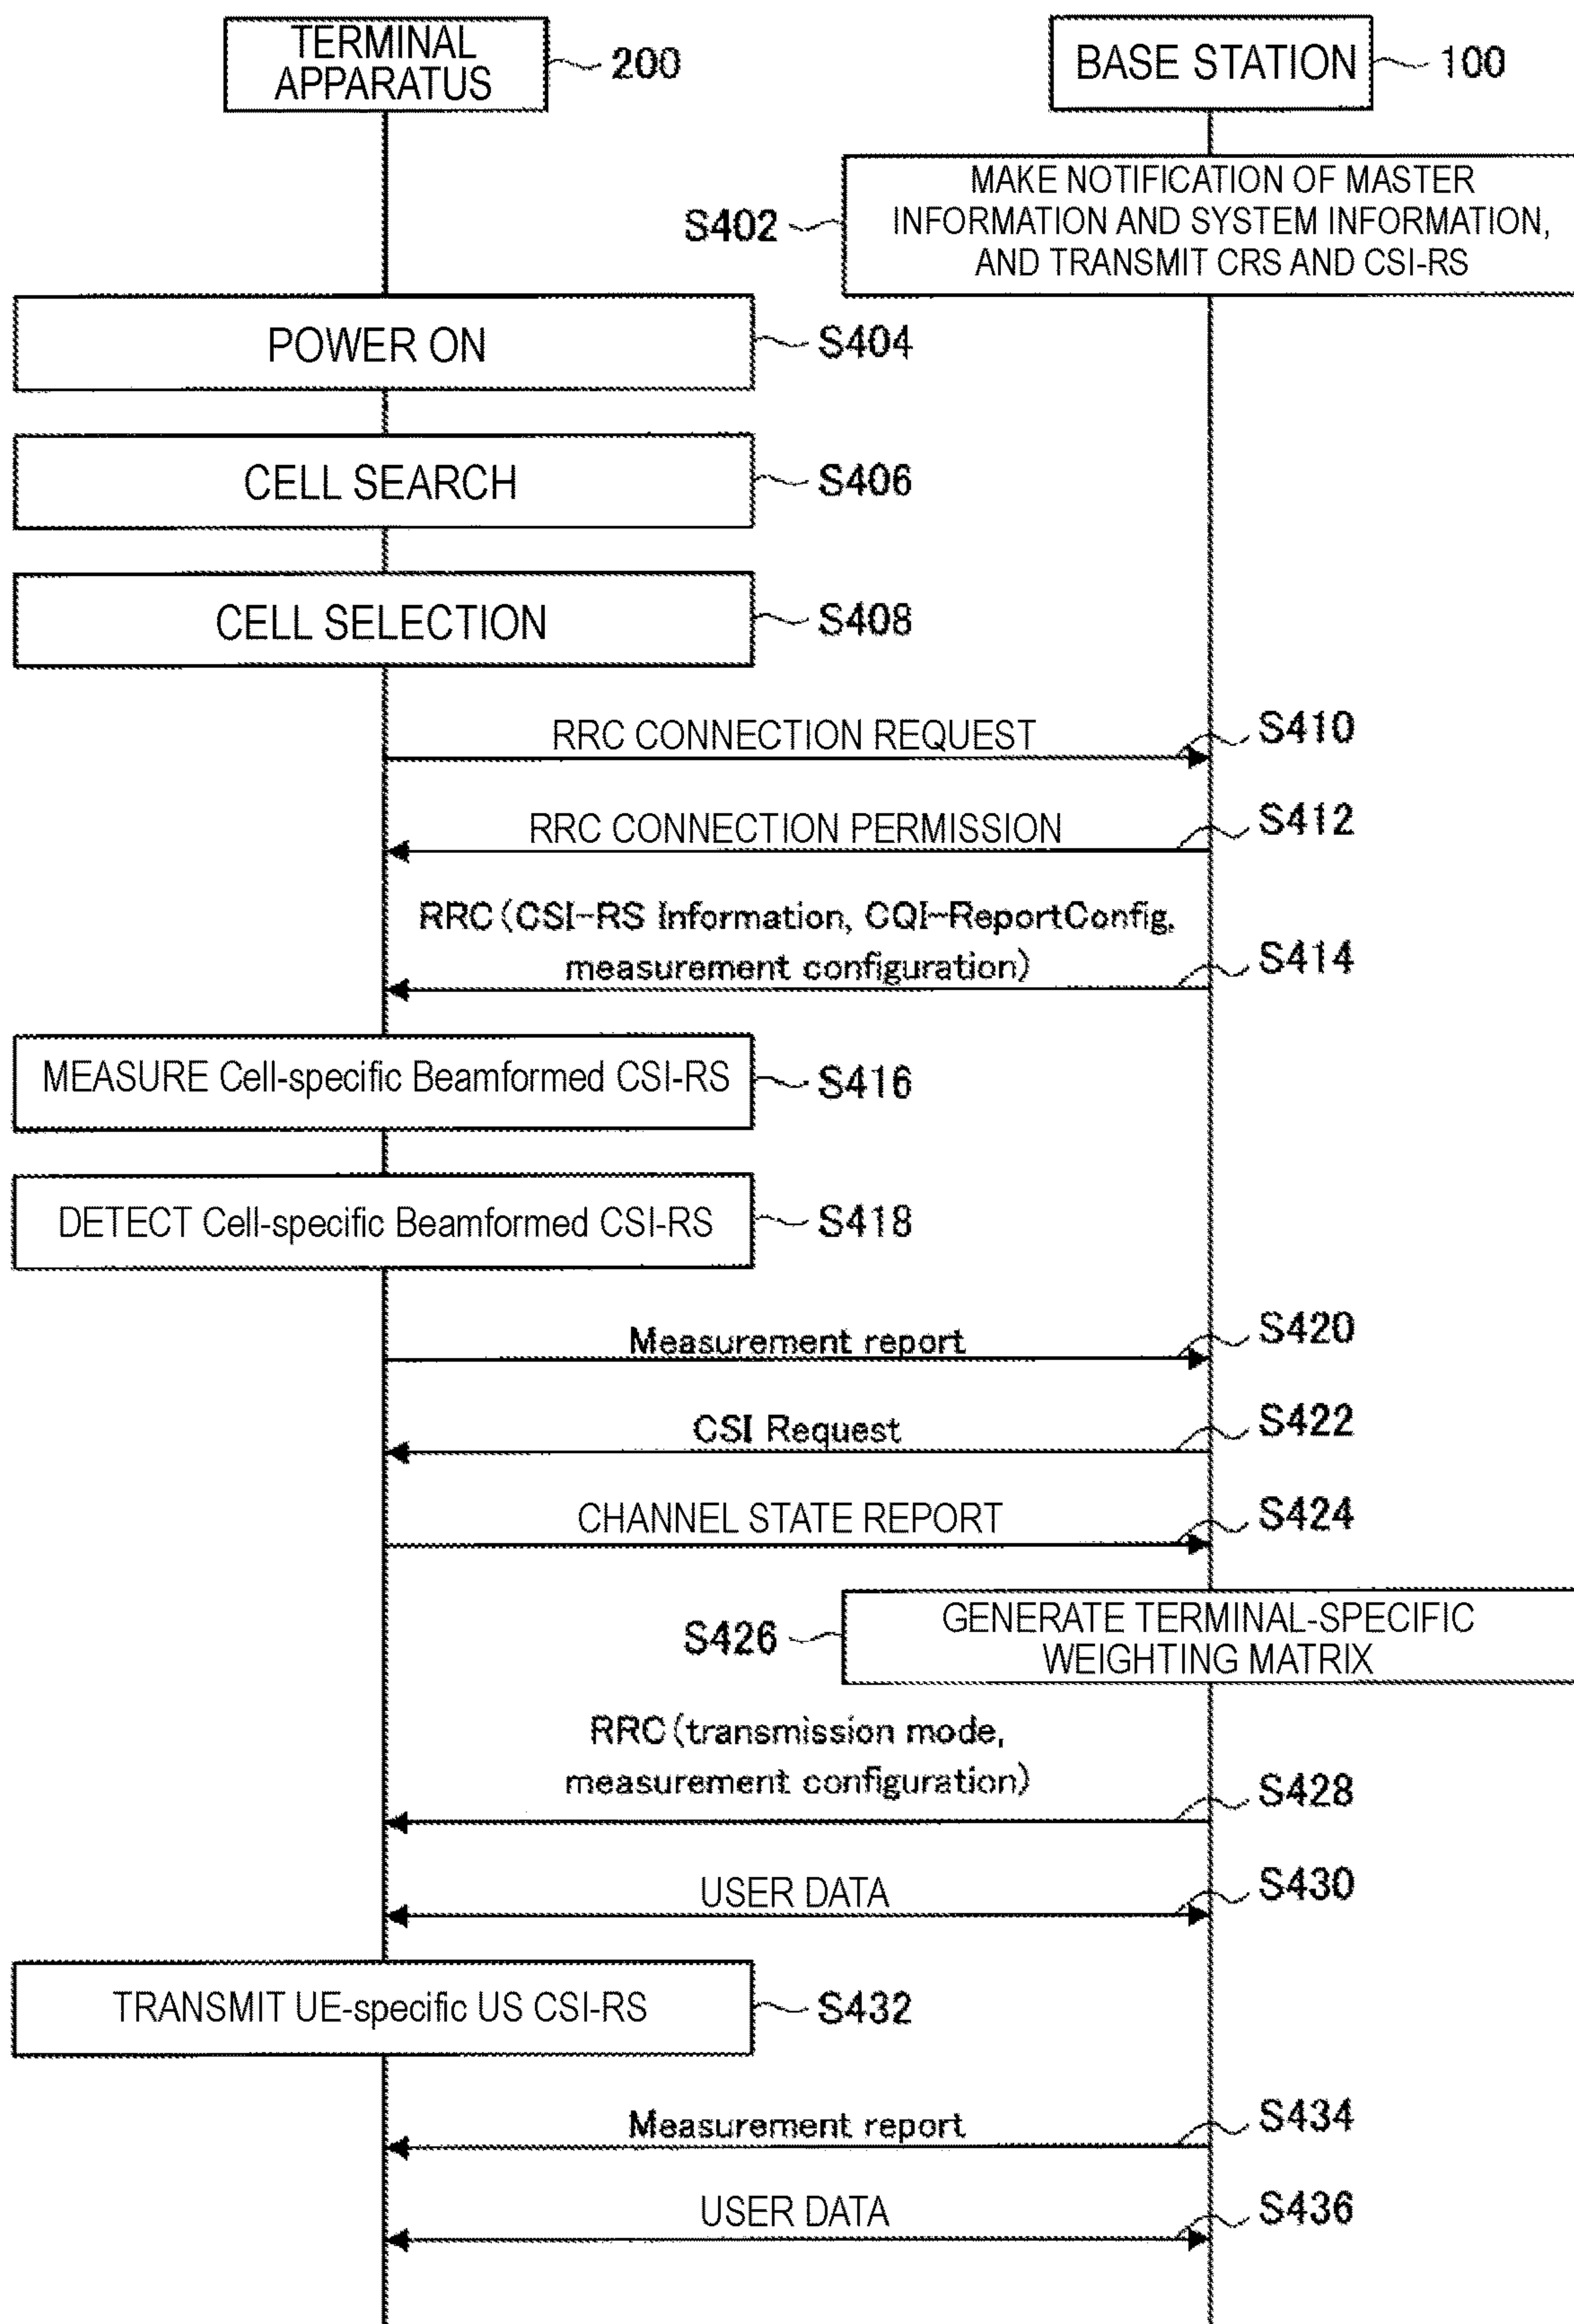 TERMINAL
APPARATUS
200
BASE STATION
100
MAKE NOTIFICATION OF MASTER
INFORMATION AND SYSTEM INFORMATION,
AND TRANSMIT CRS AND CSI-RS
S402
POWER ON
S404
CELL SEARCH
S406
CELL SELECTION
S408
RRC CONNECTION REQUEST
S410
RRC CONNECTION PERMISSION
S412
RRC(CSI-RS Information, CQI-ReportConfig,
measurement configuration)
S414
MEASURE Cell-specific Beamformed CSI-RS
S416
DETECT Cell-specific Beamformed CSI-RS
S418
Measurement report
S420
CSI Request
S422
CHANNEL STATE REPORT
S424
GENERATE TERMINAL-SPECIFIC
WEIGHTING MATRIX
S426
RRC(transmission mode,
measurement configuration)
S428
USER DATA
S430
TRANSMIT UE-specific US CSI-RS
S432
Measurement report
S434
USER DATA
S436